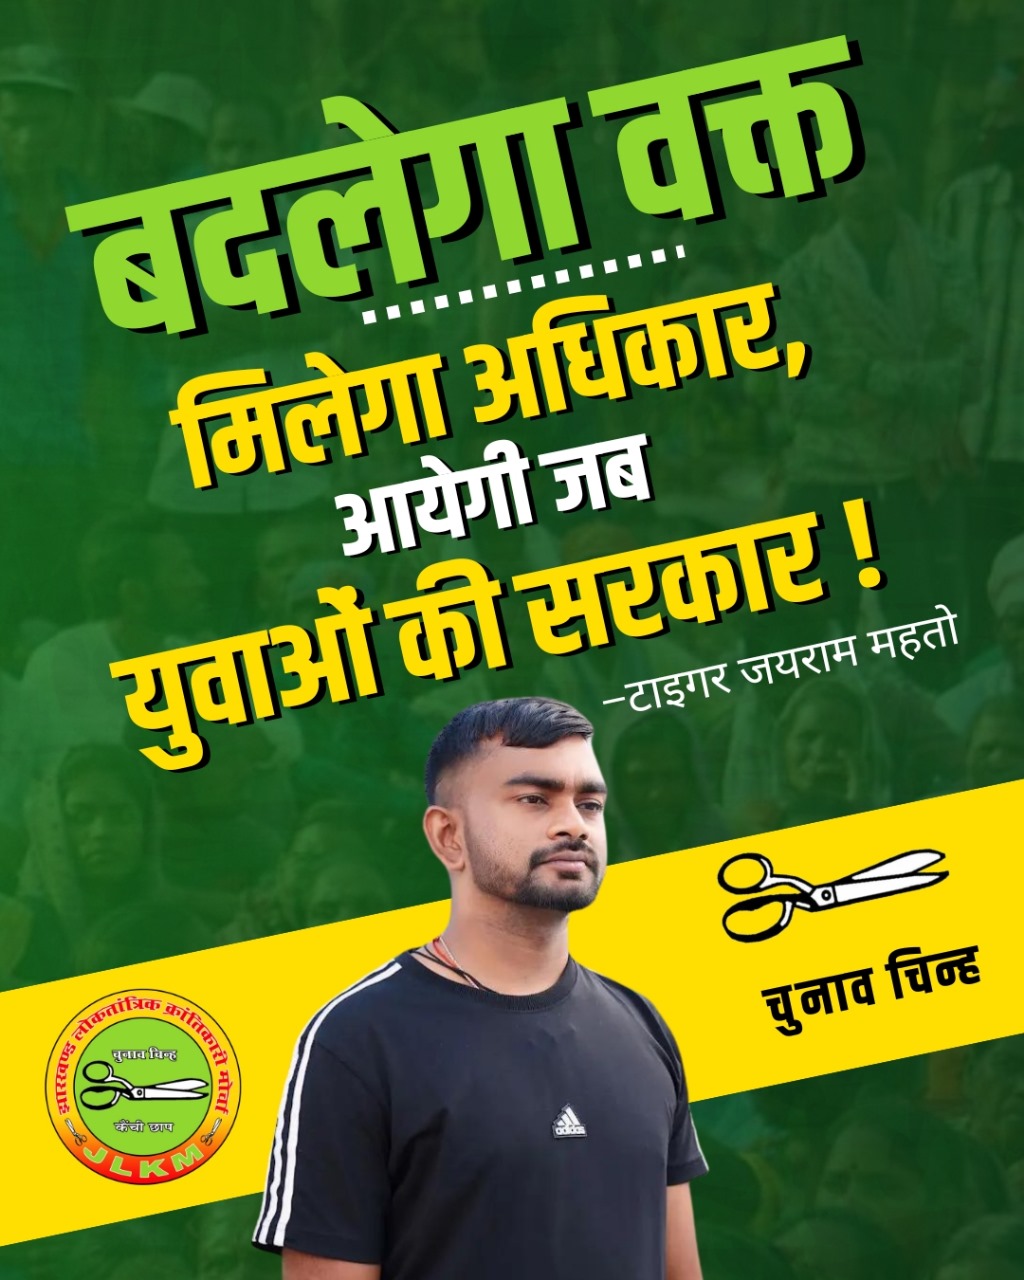 बदलेगा वक्त
मिलेगा अधिकार,
आयेगी जब
युवाओं की सरकार !
–टाइगर जयराम महतो
चुनाव चिन्ह
झारखण्ड लोकतांत्रिक क्रांतिकारी मोर्चा
चुनाव चिन्ह
कैंची छाप
JLKM
adidas